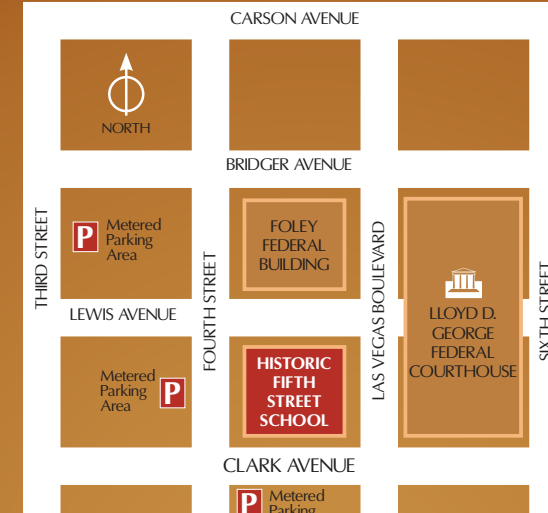 CARSON AVENUE
NORTH
BRIDGER AVENUE
THIRD STREET
P
Metered
Parking
Area
FOURTH STREET
FOLEY
FEDERAL
BUILDING
LAS VEGAS BOULEVARD
LLOYD D.
GEORGE
FEDERAL
COURTHOUSE
SIXTH STREET
LEWIS AVENUE
Metered
Parking
Area
P
HISTORIC
FIFTH
STREET
SCHOOL
CLARK AVENUE
P
Metered
Parking